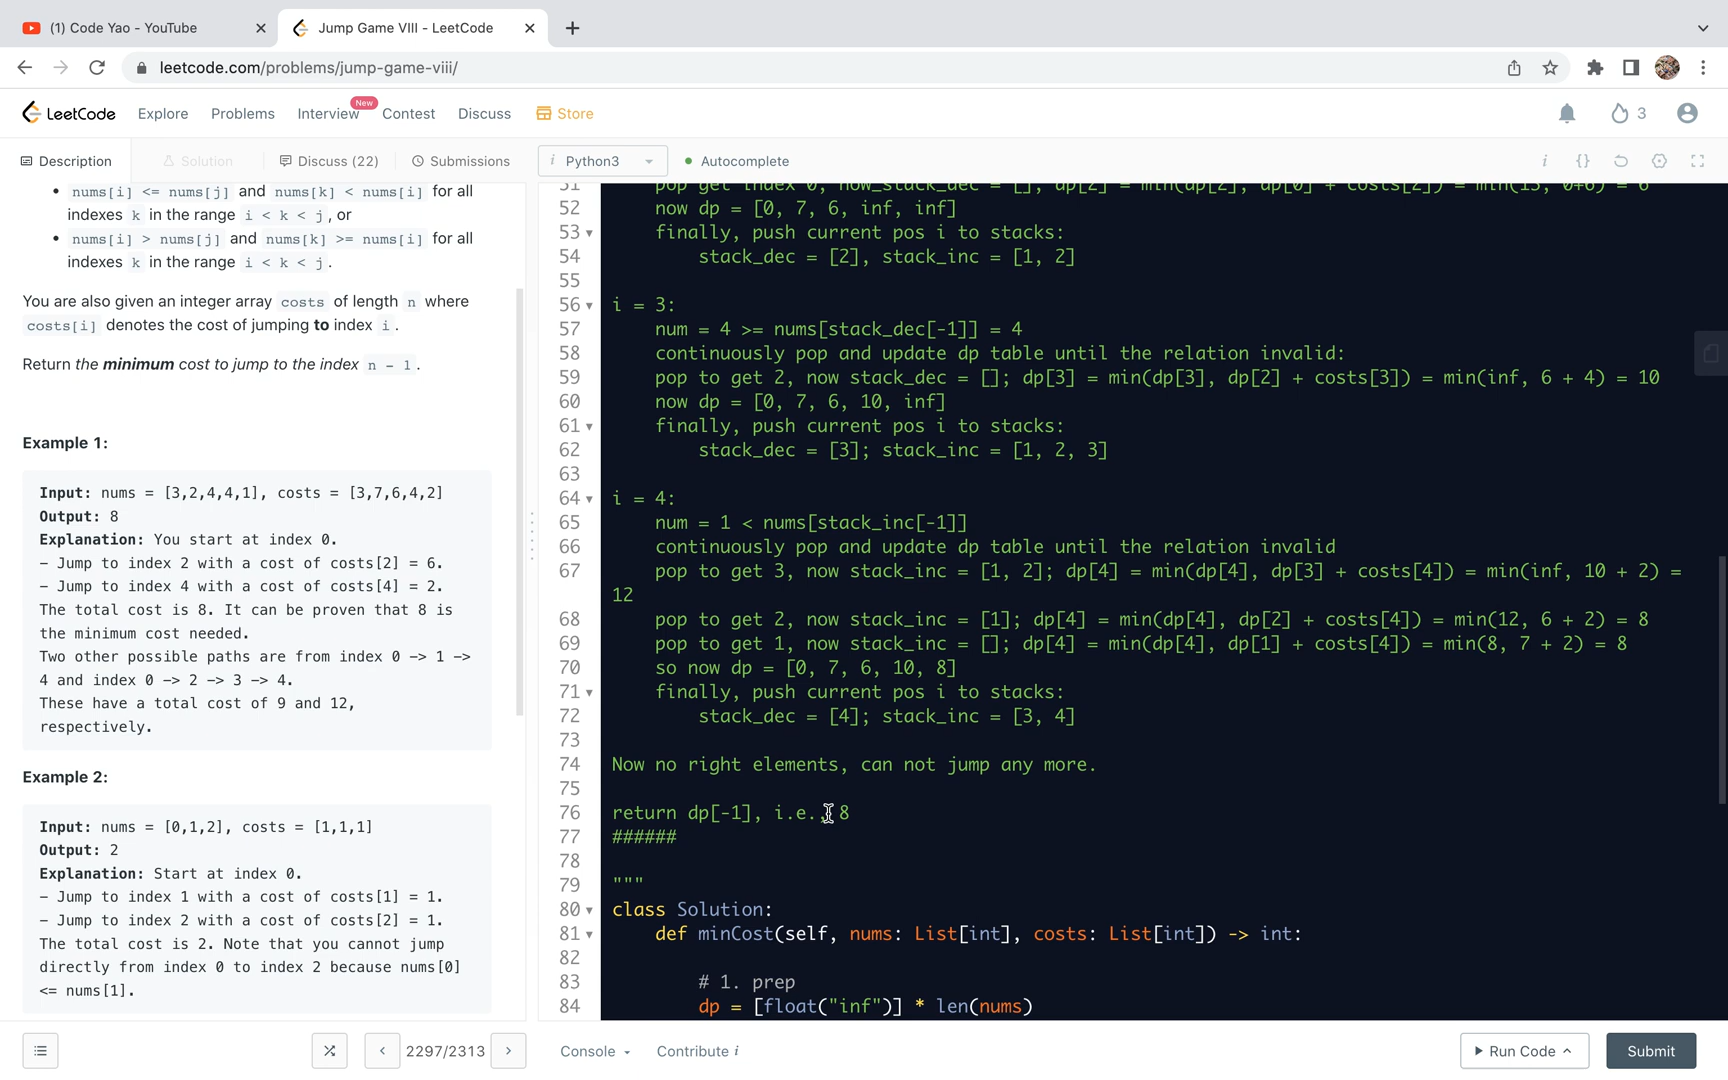 (1) Code Yao - YouTube
Jump Game VIII - LeetCode
leetcode.com/problems/jump-game-viii/
LeetCode
Explore
Problems
Interview
New
Contest
Discuss
Store
3
Description
Solution
Discuss (22)
Submissions
i Python3
Autocomplete
• nums[i] <= nums[j] and nums[k] < nums[i] for all
indexes k in the range i < k < j, or
• nums[i] > nums[j] and nums[k] >= nums[i] for all
indexes k in the range i < k < j.
You are also given an integer array costs of length n where
costs[i] denotes the cost of jumping to index i.
Return the minimum cost to jump to the index n - 1.
Example 1:
Input: nums = [3,2,4,4,1], costs = [3,7,6,4,2]
Output: 8
Explanation: You start at index 0.
- Jump to index 2 with a cost of costs[2] = 6.
- Jump to index 4 with a cost of costs[4] = 2.
The total cost is 8. It can be proven that 8 is
the minimum cost needed.
Two other possible paths are from index 0 -> 1 ->
4 and index 0 -> 2 -> 3 -> 4.
These have a total cost of 9 and 12,
respectively.
Example 2:
Input: nums = [0,1,2], costs = [1,1,1]
Output: 2
Explanation: Start at index 0.
- Jump to index 1 with a cost of costs[1] = 1.
- Jump to index 2 with a cost of costs[2] = 1.
The total cost is 2. Note that you cannot jump
directly from index 0 to index 2 because nums[0]
<= nums[1].
51 pop get index 0, now_stack_dec = [], dp[2] = min(dp[2], dp[0] + costs[2]) = min(13, 0+6) = 6
52 now dp = [0, 7, 6, inf, inf]
53 finally, push current pos i to stacks:
54 stack_dec = [2], stack_inc = [1, 2]
55
56 i = 3:
57 num = 4 >= nums[stack_dec[-1]] = 4
58 continuously pop and update dp table until the relation invalid:
59 pop to get 2, now stack_dec = []; dp[3] = min(dp[3], dp[2] + costs[3]) = min(inf, 6 + 4) = 10
60 now dp = [0, 7, 6, 10, inf]
61 finally, push current pos i to stacks:
62 stack_dec = [3]; stack_inc = [1, 2, 3]
63
64 i = 4:
65 num = 1 < nums[stack_inc[-1]]
66 continuously pop and update dp table until the relation invalid
67 pop to get 3, now stack_inc = [1, 2]; dp[4] = min(dp[4], dp[3] + costs[4]) = min(inf, 10 + 2) =
12
68 pop to get 2, now stack_inc = [1]; dp[4] = min(dp[4], dp[2] + costs[4]) = min(12, 6 + 2) = 8
69 pop to get 1, now stack_inc = []; dp[4] = min(dp[4], dp[1] + costs[4]) = min(8, 7 + 2) = 8
70 so now dp = [0, 7, 6, 10, 8]
71 finally, push current pos i to stacks:
72 stack_dec = [4]; stack_inc = [3, 4]
73
74 Now no right elements, can not jump any more.
75
76 return dp[-1], i.e., 8
77 ######
78
79 """
80 class Solution:
81 def minCost(self, nums: List[int], costs: List[int]) -> int:
82
83 # 1. prep
84 dp = [float("inf")] * len(nums)
2297/2313
Console
Contribute i
Run Code
Submit